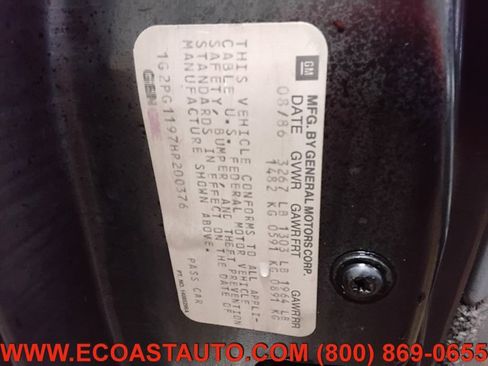 GM
MFG. BY GENERAL MOTORS CORP.
DATE GVWR GAWR FRT GAWR RR
08/86 3267 LB 1303 LB 1964 LB
1482 KG 0591 KG 0891 KG
THIS VEHICLE CONFORMS TO ALL APPLI-
CABLE U.S. FEDERAL MOTOR VEHICLE
SAFETY, BUMPER, AND THEFT PREVENTION
STANDARDS IN EFFECT ON THE DATE OF
MANUFACTURE SHOWN ABOVE.
PASS CAR
1G2PG1197HP200376
WWW.ECOASTAUTO.COM (800) 869-0655